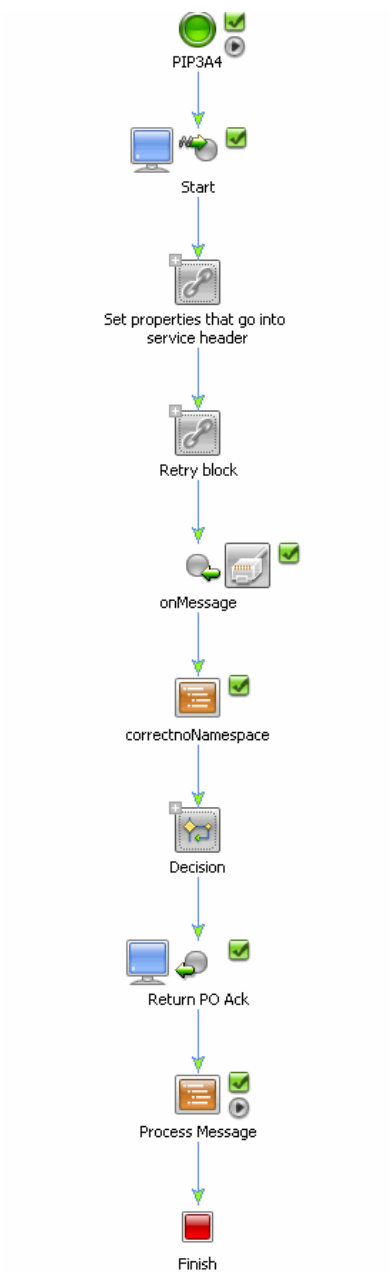 PIP3A4
Start
Set properties that go into
service header
Retry block
onMessage
correctnoNamespace
Decision
Return PO Ack
Process Message
Finish